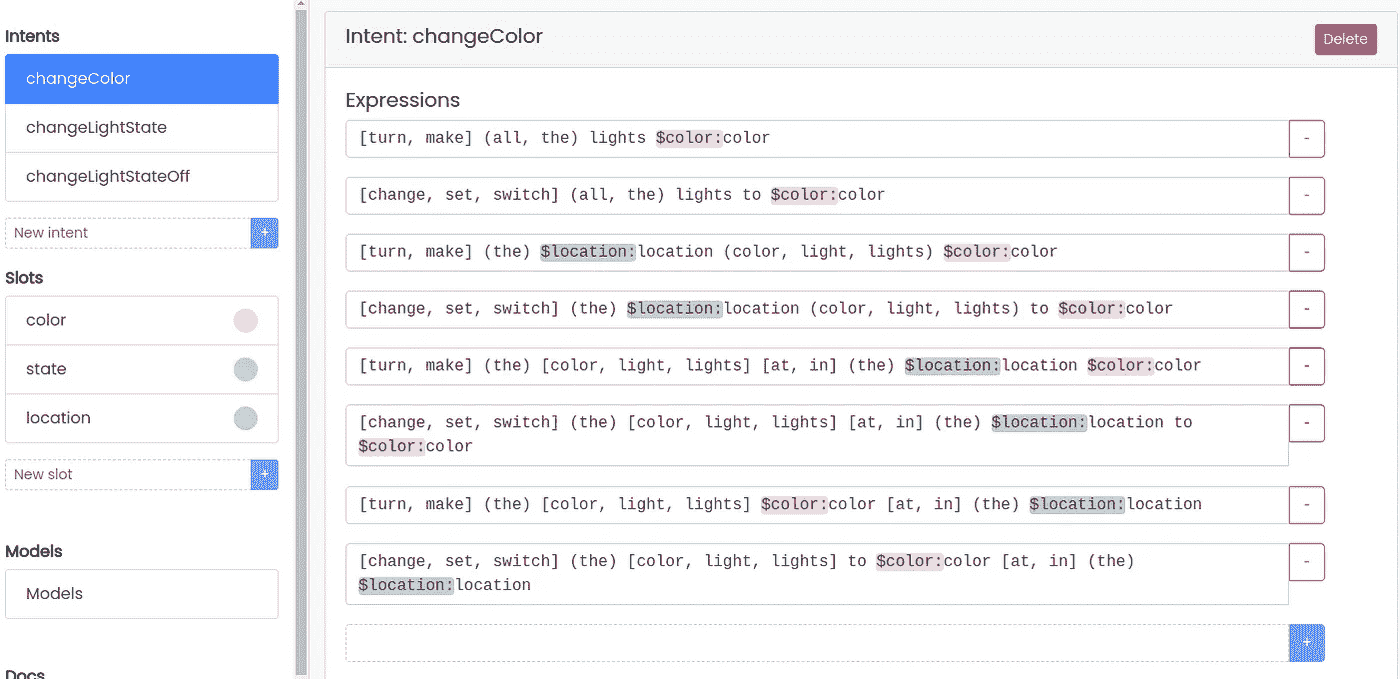 Intents
changeColor
changeLightState
changeLightStateOff
New intent
+
Slots
color
state
location
New slot
+
Models
Models
Docs
Intent: changeColor
Delete
Expressions
[turn, make] (all, the) lights $color:color
-
[change, set, switch] (all, the) lights to $color:color
-
[turn, make] (the) $location:location (color, light, lights) $color:color
-
[change, set, switch] (the) $location:location (color, light, lights) to $color:color
-
[turn, make] (the) [color, light, lights] [at, in] (the) $location:location $color:color
-
[change, set, switch] (the) [color, light, lights] [at, in] (the) $location:location to
$color:color
-
[turn, make] (the) [color, light, lights] $color:color [at, in] (the) $location:location
-
[change, set, switch] (the) [color, light, lights] to $color:color [at, in] (the)
$location:location
-
+